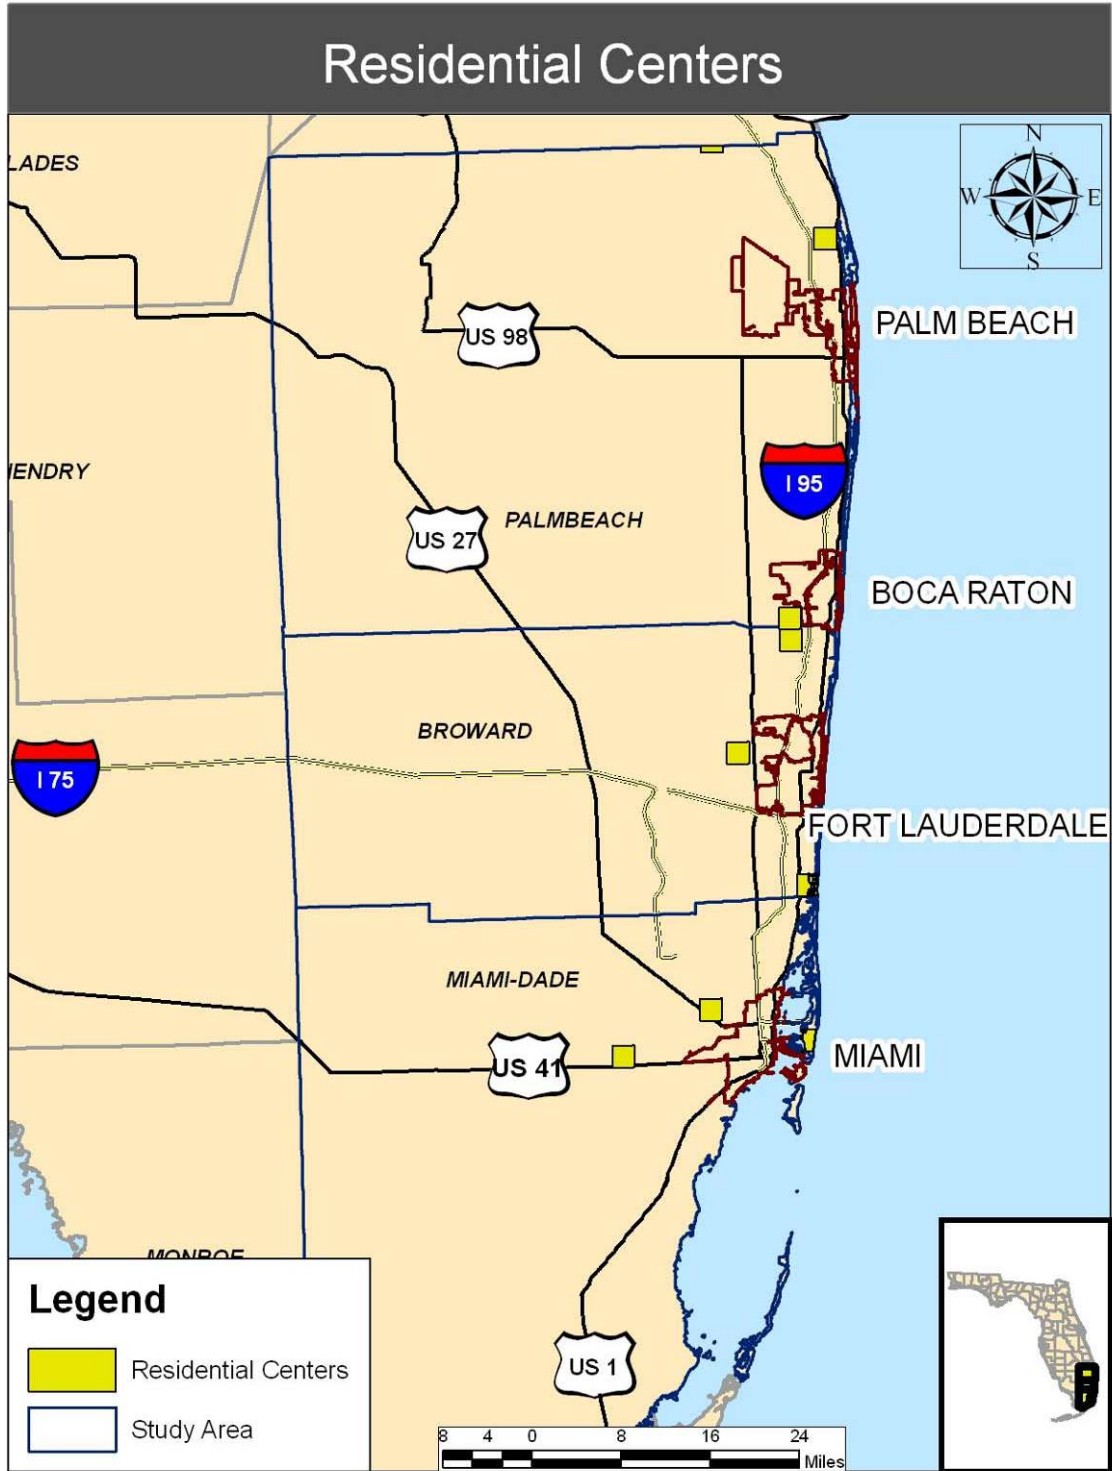 Residential Centers
LADES
N
W E
S
PALM BEACH
US 98
HENDRY
I 95
PALMBEACH
US 27
BOCA RATON
BROWARD
I 75
FORT LAUDERDALE
MIAMI-DADE
MIAMI
US 41
MONROE
Legend
Residential Centers
Study Area
US 1
8 4 0 8 16 24
Miles